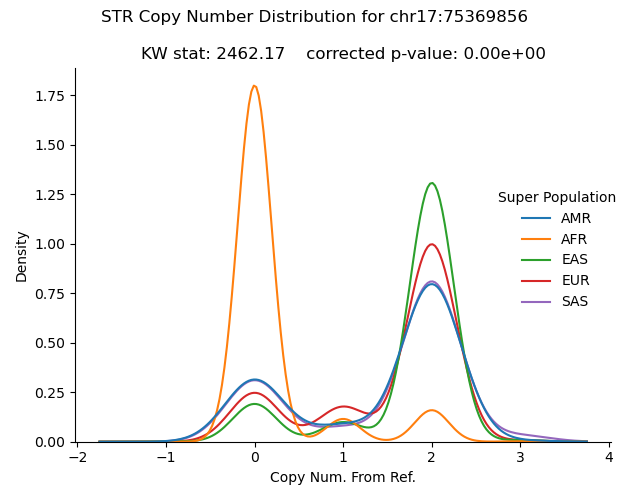 STR Copy Number Distribution for chr17:75369856
KW stat: 2462.17    corrected p-value: 0.00e+00
1.75
1.50
1.25
1.00
0.75
0.50
0.25
0.00
Density
−2
−1
0
1
2
3
4
Copy Num. From Ref.
Super Population
AMR
AFR
EAS
EUR
SAS